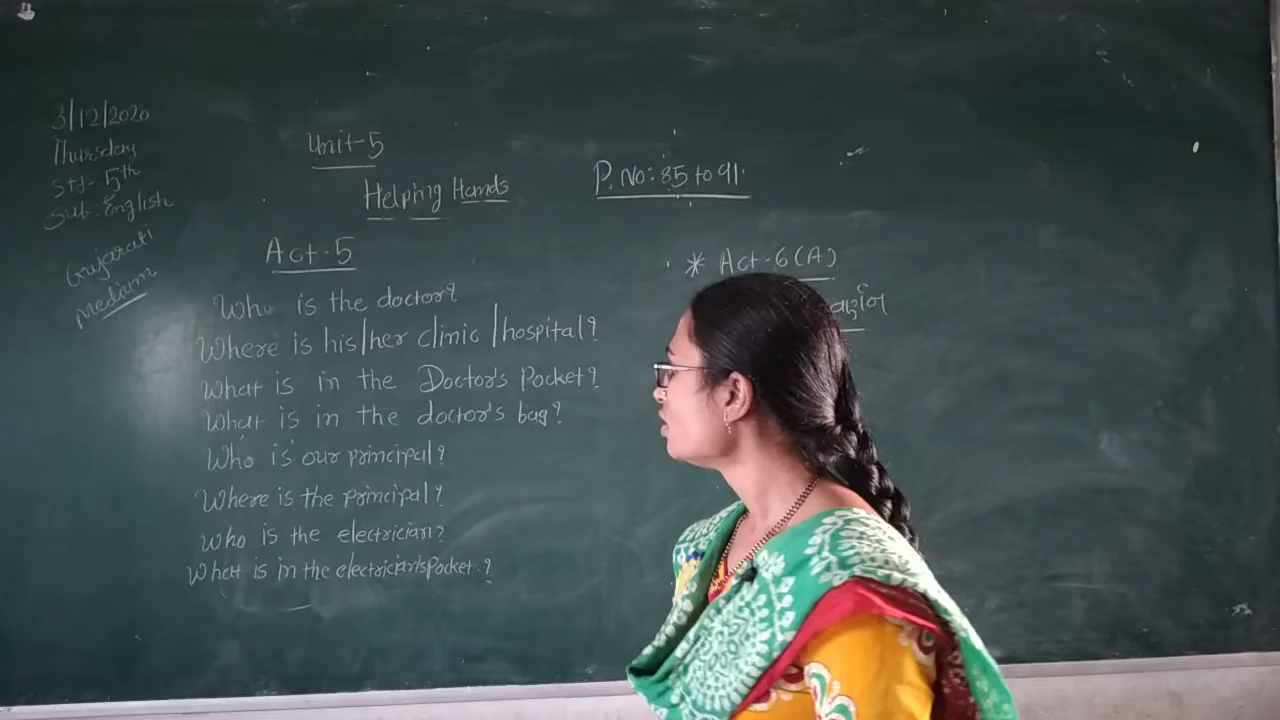 3/12/2020
Thursday
Std- 5th
Sub: English
Gujarati
Mediam
Unit-5
Helping Hands
P. No: 85 to 91.
Act-5
Who is the doctor?
Where is his/her clinic/hospital?
What is in the Doctor's Pocket?
What is in the doctor's bag?
Who is our principal?
Where is the principal?
Who is the electrician?
What is in the electrician's Pocket.?
* Act-6(A)